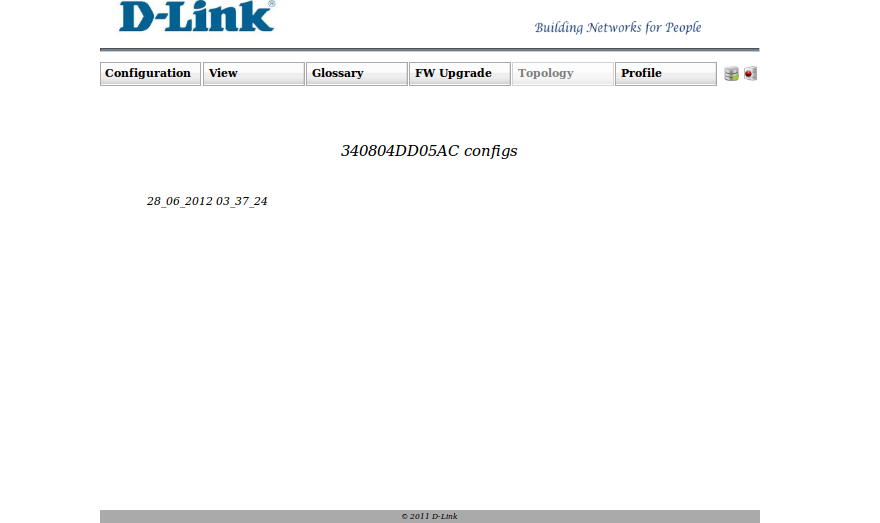 D-Link®
Building Networks for People
Configuration View Glossary FW Upgrade Topology Profile
340804DD05AC configs
28_06_2012 03_37_24
© 2011 D-Link